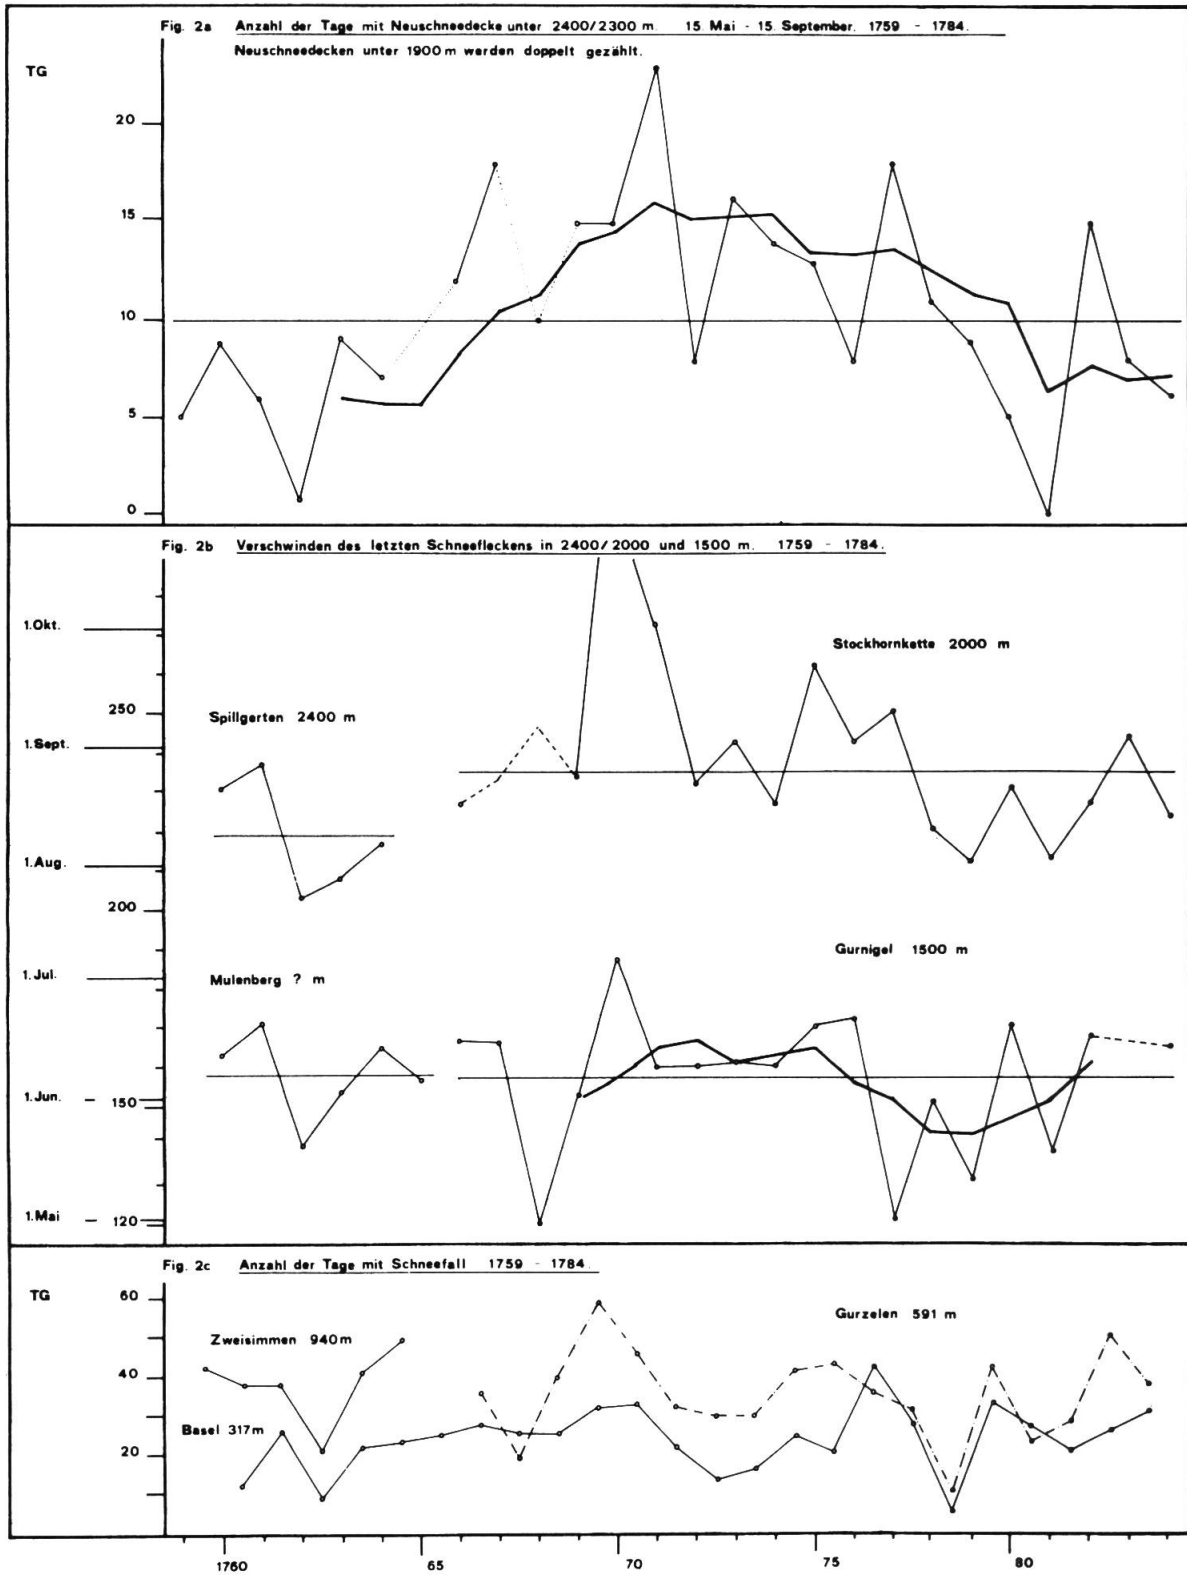 Fig. 2a Anzahl der Tage mit Neuschneedecke unter 2400/2300 m. 15. Mai - 15. September. 1759 - 1784.
Neuschneedecken unter 1900 m werden doppelt gezählt.
TG
20
15
10
5
0
Fig. 2b Verschwinden des letzten Schneefleckens in 2400/2000 und 1500 m. 1759 - 1784.
1.Okt.
Stockhornkette 2000 m
250
Spillgerten 2400 m
1.Sept.
1.Aug.
200
Gurnigel 1500 m
1.Jul.
Mulenberg ? m
1.Jun. - 150
1.Mai - 120
Fig. 2c Anzahl der Tage mit Schneefall 1759 - 1784.
TG
60
Gurzelen 591 m
Zweisimmen 940 m
40
Basel 317 m
20
1760 65 70 75 80